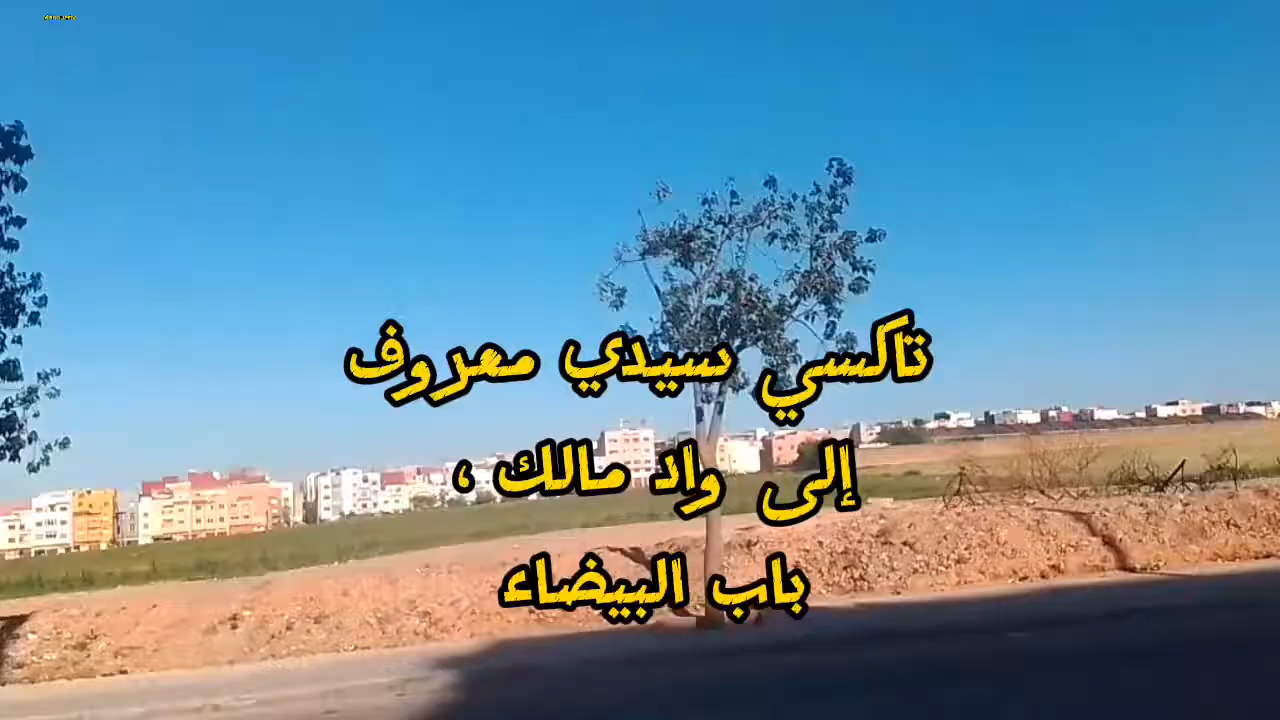 تاكسي سيدي معروف
إلى واد مالك ،
باب البيضاء